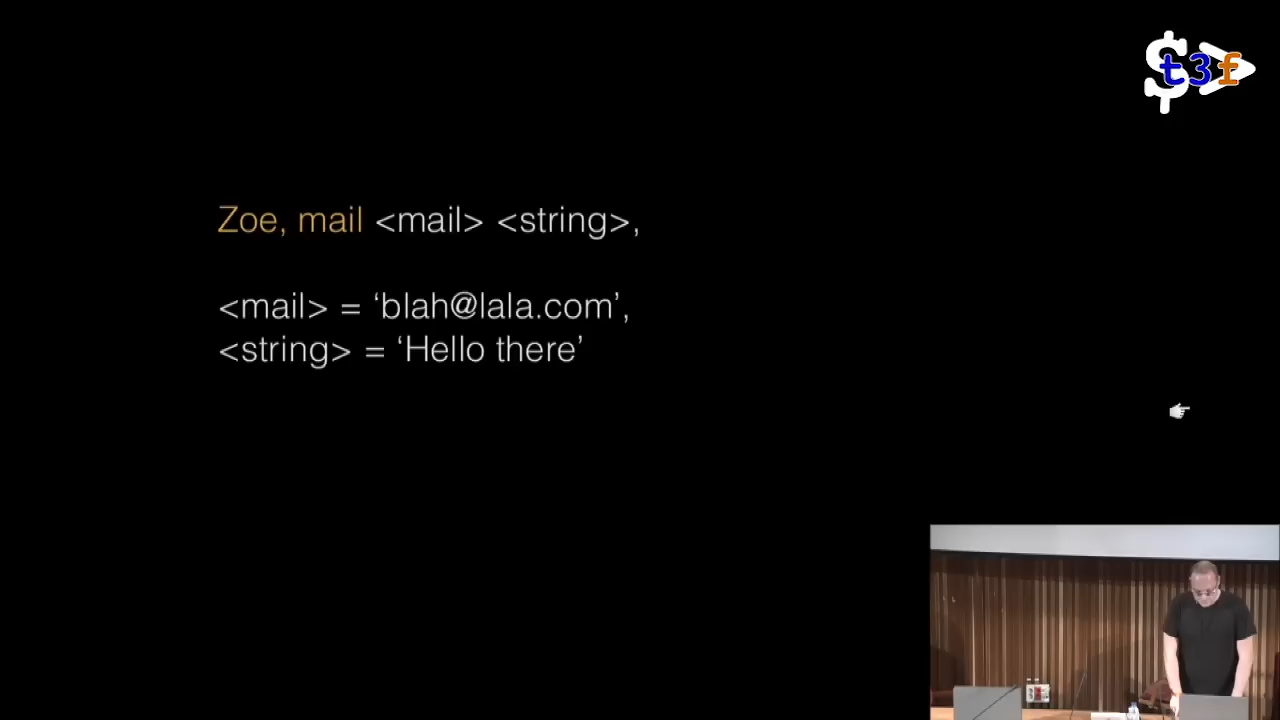 $t3f
Zoe, mail <mail> <string>,
<mail> = ‘blah@lala.com’,
<string> = ‘Hello there’